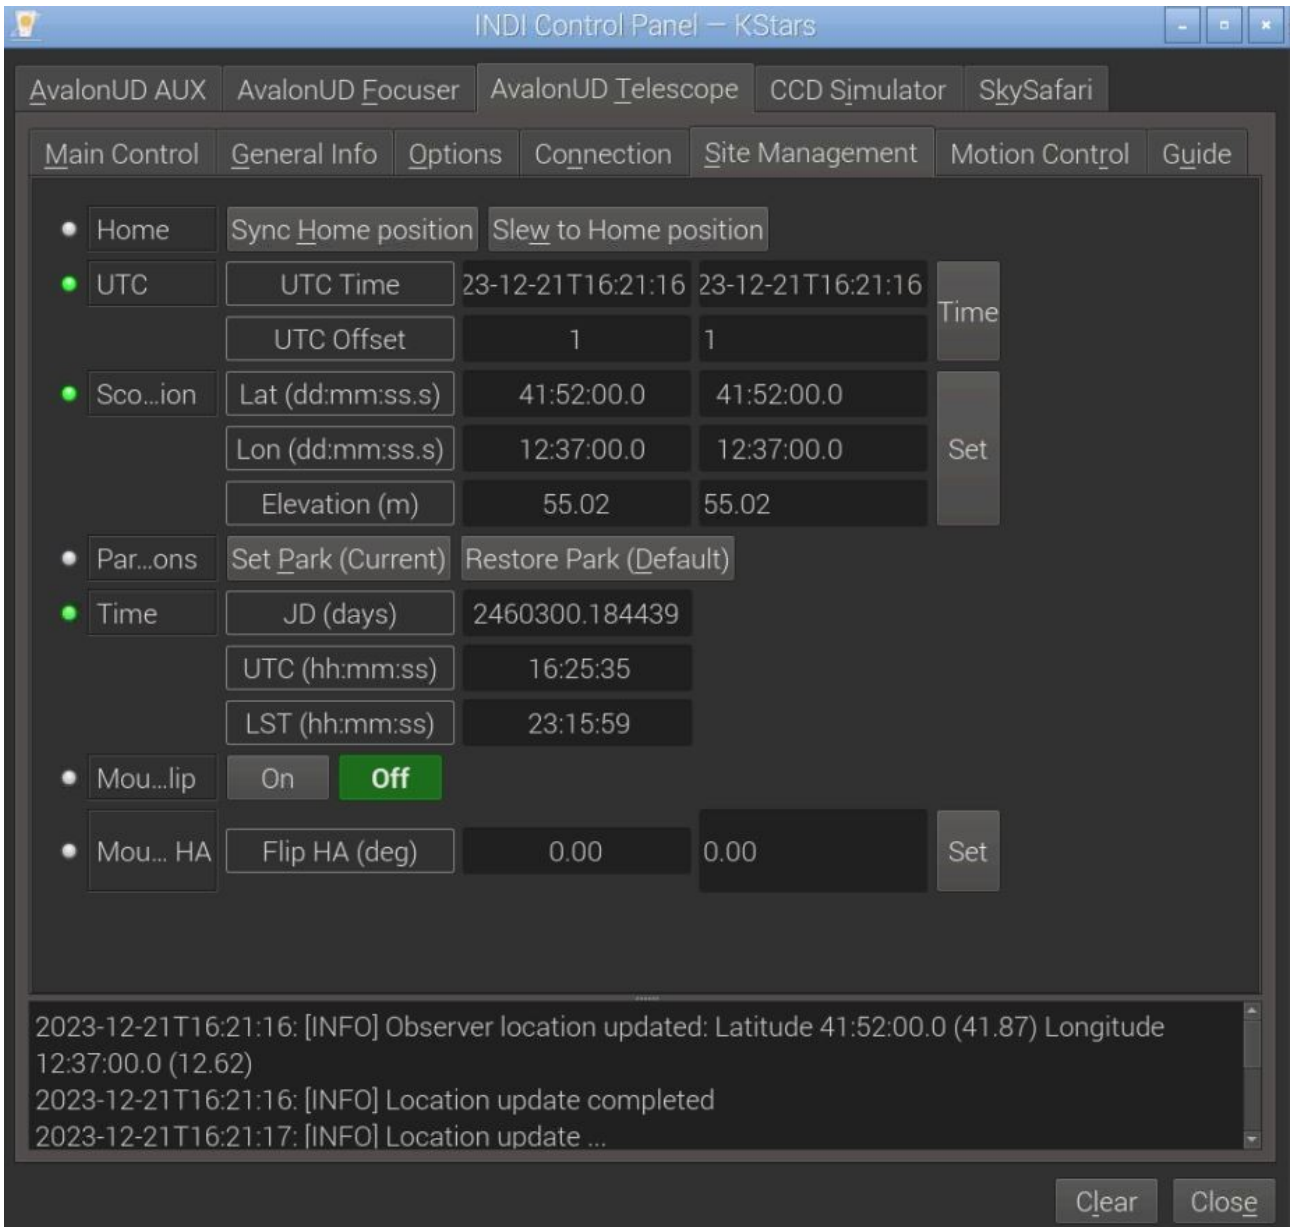 INDI Control Panel — KStars
AvalonUD AUX AvalonUD Focuser AvalonUD Telescope CCD Simulator SkySafari
Main Control General Info Options Connection Site Management Motion Control Guide
Home Sync Home position Slew to Home position
UTC UTC Time 23-12-21T16:21:16 23-12-21T16:21:16 Time
UTC Offset 1 1
Sco...ion Lat (dd:mm:ss.s) 41:52:00.0 41:52:00.0
Lon (dd:mm:ss.s) 12:37:00.0 12:37:00.0 Set
Elevation (m) 55.02 55.02
Par...ons Set Park (Current) Restore Park (Default)
Time JD (days) 2460300.184439
UTC (hh:mm:ss) 16:25:35
LST (hh:mm:ss) 23:15:59
Mou...lip On Off
Mou... HA Flip HA (deg) 0.00 0.00 Set
2023-12-21T16:21:16: [INFO] Observer location updated: Latitude 41:52:00.0 (41.87) Longitude
12:37:00.0 (12.62)
2023-12-21T16:21:16: [INFO] Location update completed
2023-12-21T16:21:17: [INFO] Location update ...
Clear Close